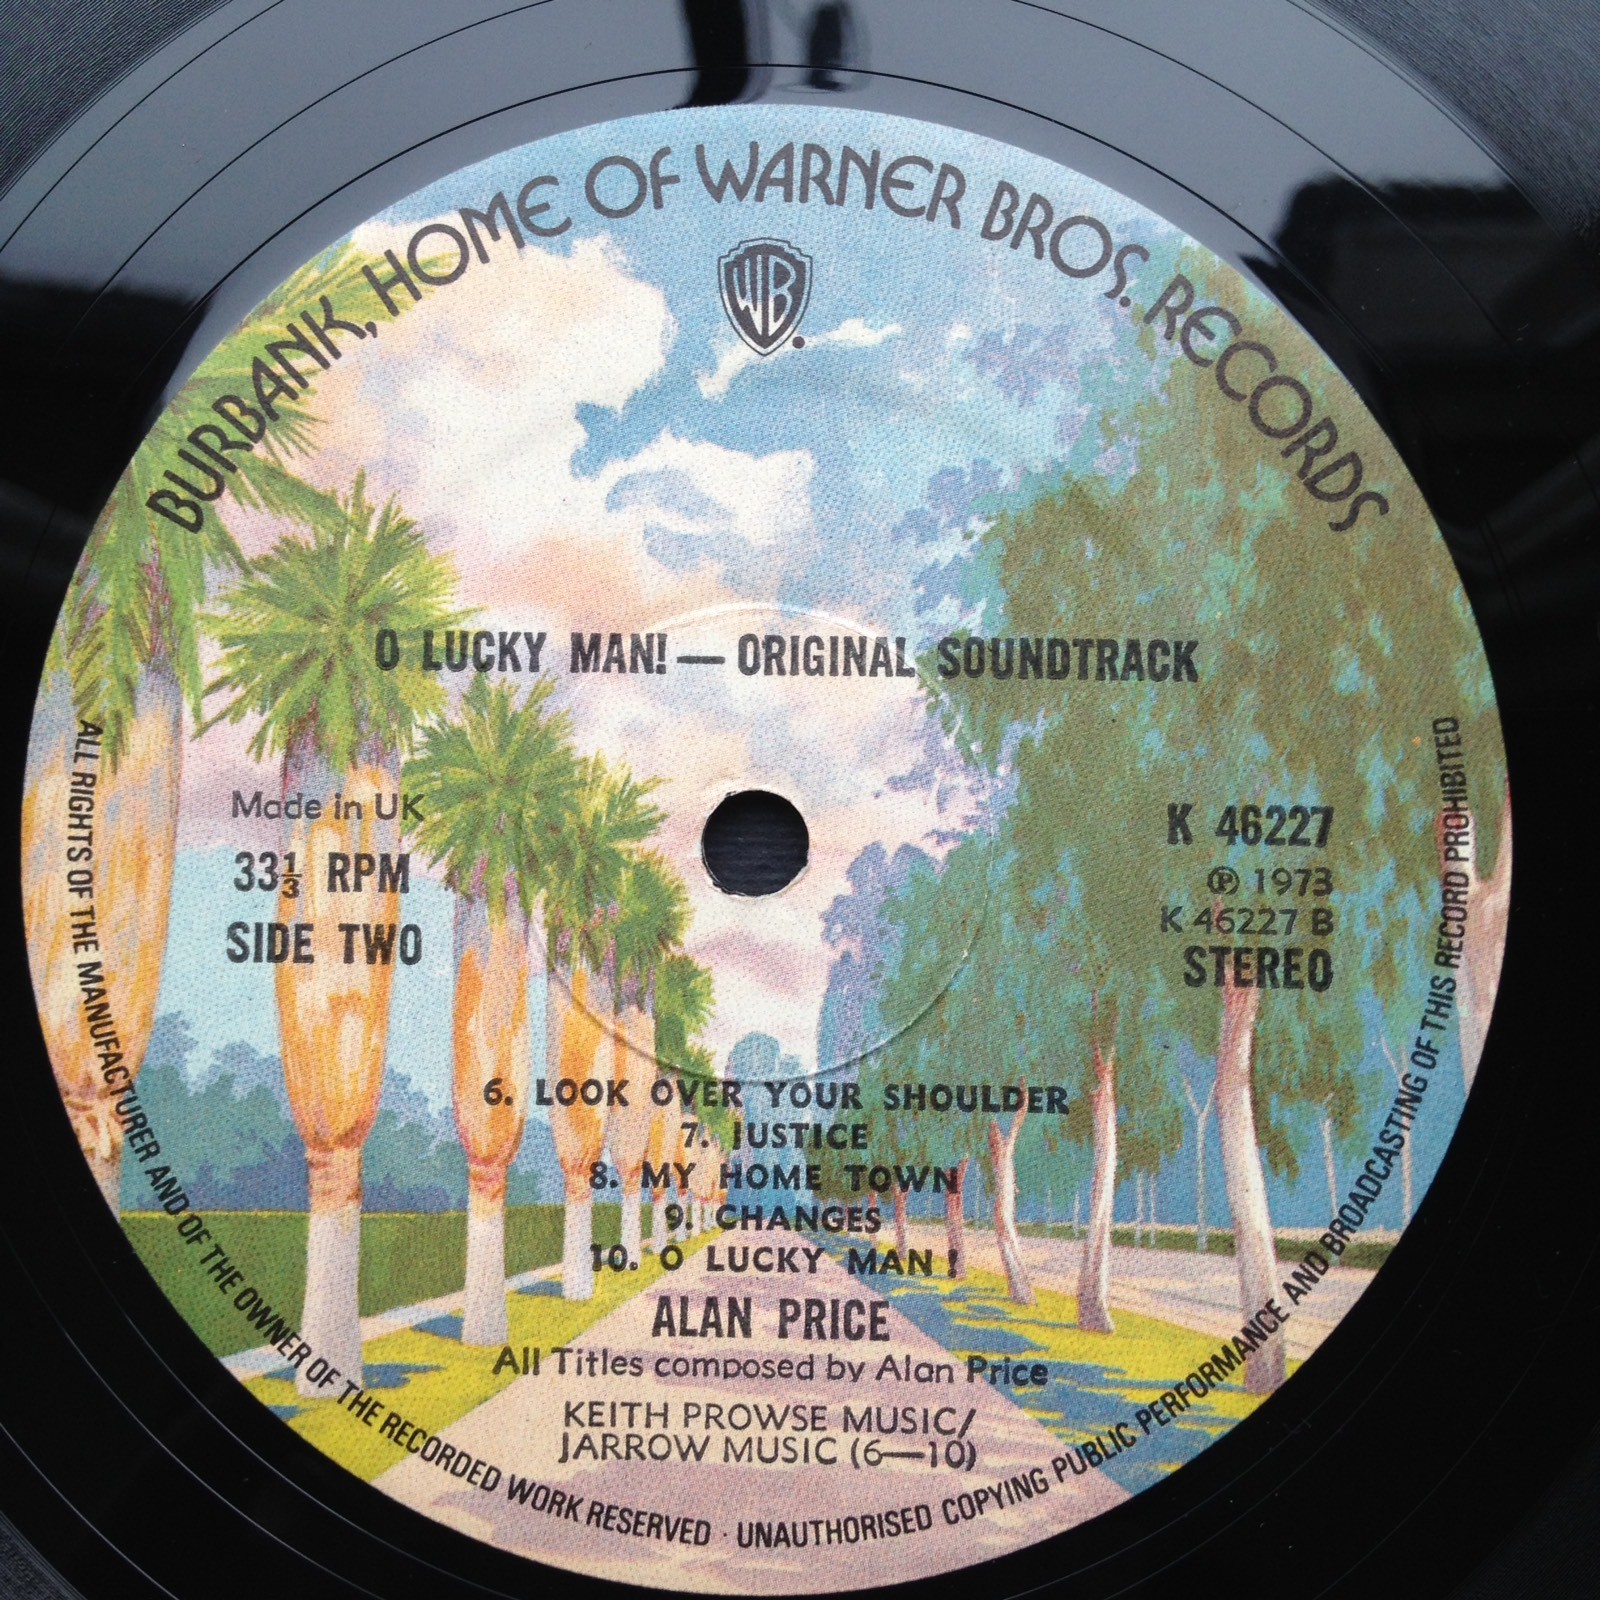 BURBANK, HOME OF WARNER BROS. RECORDS
WB
O LUCKY MAN! — ORIGINAL SOUNDTRACK
Made in UK
33⅓ RPM
SIDE TWO
K 46227
℗ 1973
K 46227 B
STEREO
6. LOOK OVER YOUR SHOULDER
7. JUSTICE
8. MY HOME TOWN
9. CHANGES
10. O LUCKY MAN!
ALAN PRICE
All Titles composed by Alan Price
KEITH PROWSE MUSIC/
JARROW MUSIC (6—10)
ALL RIGHTS OF THE MANUFACTURER AND OF THE OWNER OF THE RECORDED WORK RESERVED · UNAUTHORISED COPYING PUBLIC PERFORMANCE AND BROADCASTING OF THIS RECORD PROHIBITED